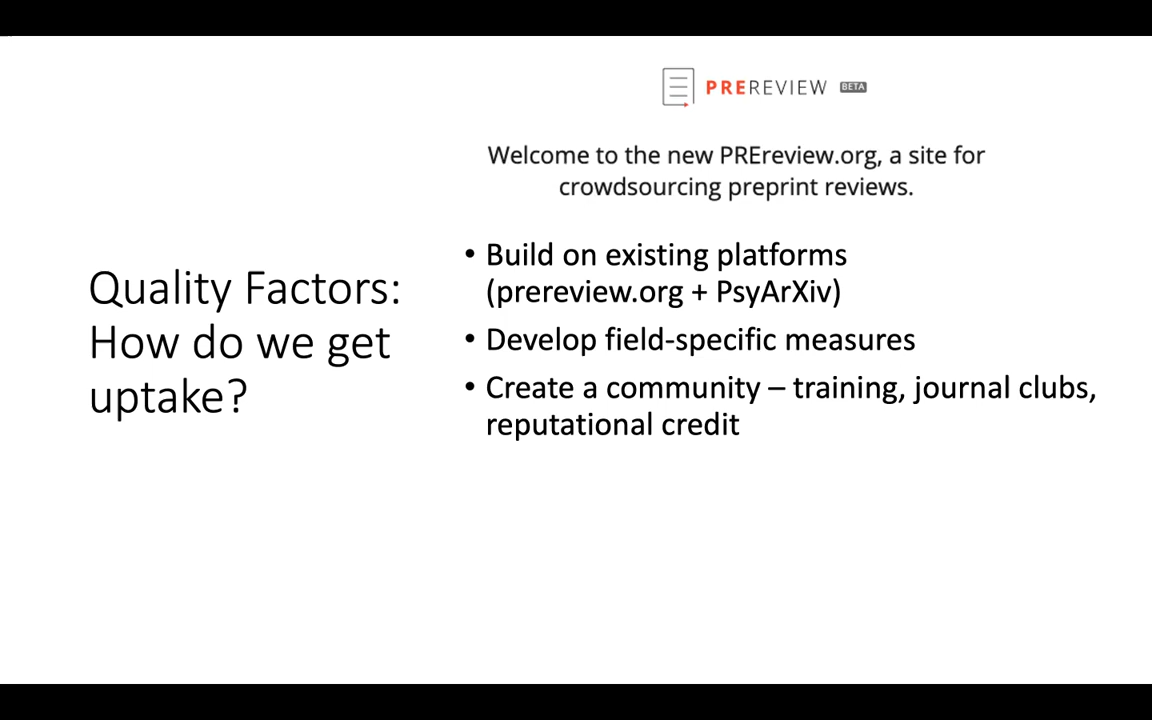 PREREVIEW BETA
Welcome to the new PREreview.org, a site for
crowdsourcing preprint reviews.
Quality Factors:
How do we get
uptake?
• Build on existing platforms
(prereview.org + PsyArXiv)
• Develop field-specific measures
• Create a community – training, journal clubs,
reputational credit